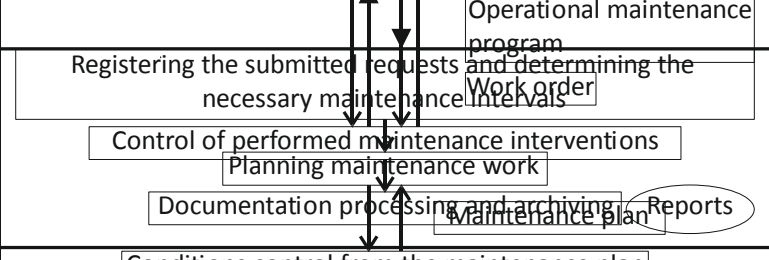 Operational maintenance
program
Registering the submitted requests and determining the
Work order
necessary maintenance intervals
Control of performed maintenance interventions
Planning maintenance work
Documentation processing and archiving
Reports
Maintenance plan
Conditions control from the maintenance plan